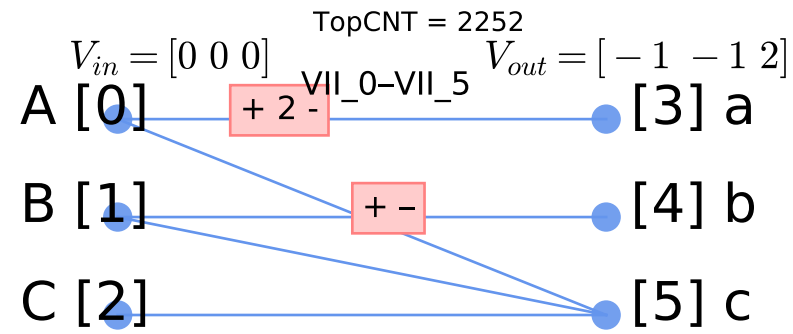 TopCNT = 2252
V_in = [0 0 0]
V_out = [−1 −1 2]
VII_0–VII_5
A [0]
+ 2 -
[3] a
B [1]
+ –
[4] b
C [2]
[5] c